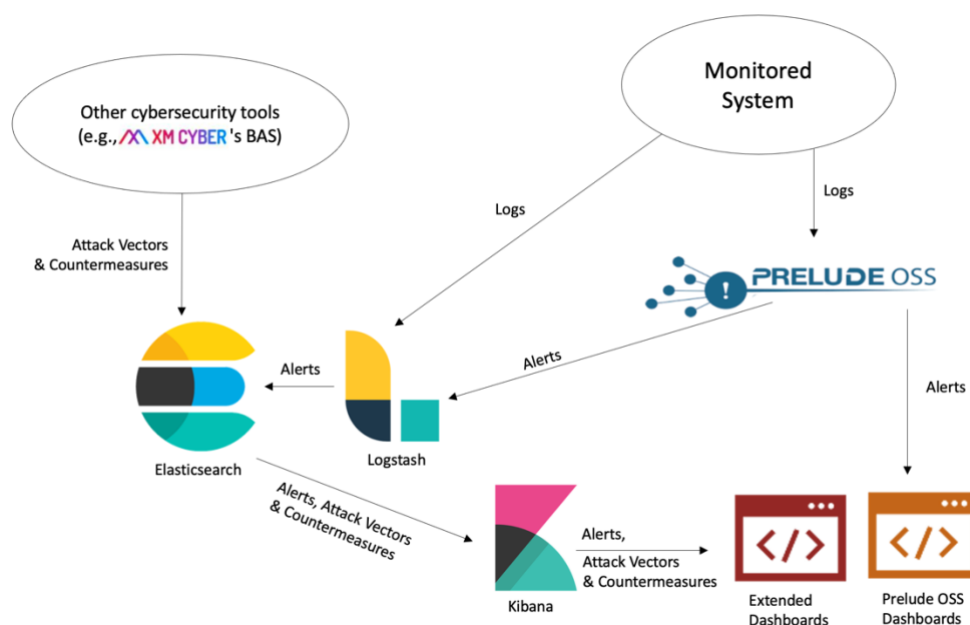 Other cybersecurity tools
(e.g., XM CYBER's BAS)
Monitored
System
Logs
Logs
Attack Vectors
& Countermeasures
! PRELUDE OSS
Alerts
Alerts
Alerts
Elasticsearch
Logstash
Alerts, Attack Vectors
& Countermeasures
Alerts,
Attack Vectors
& Countermeasures
</>
</>
Kibana
Extended
Dashboards
Prelude OSS
Dashboards